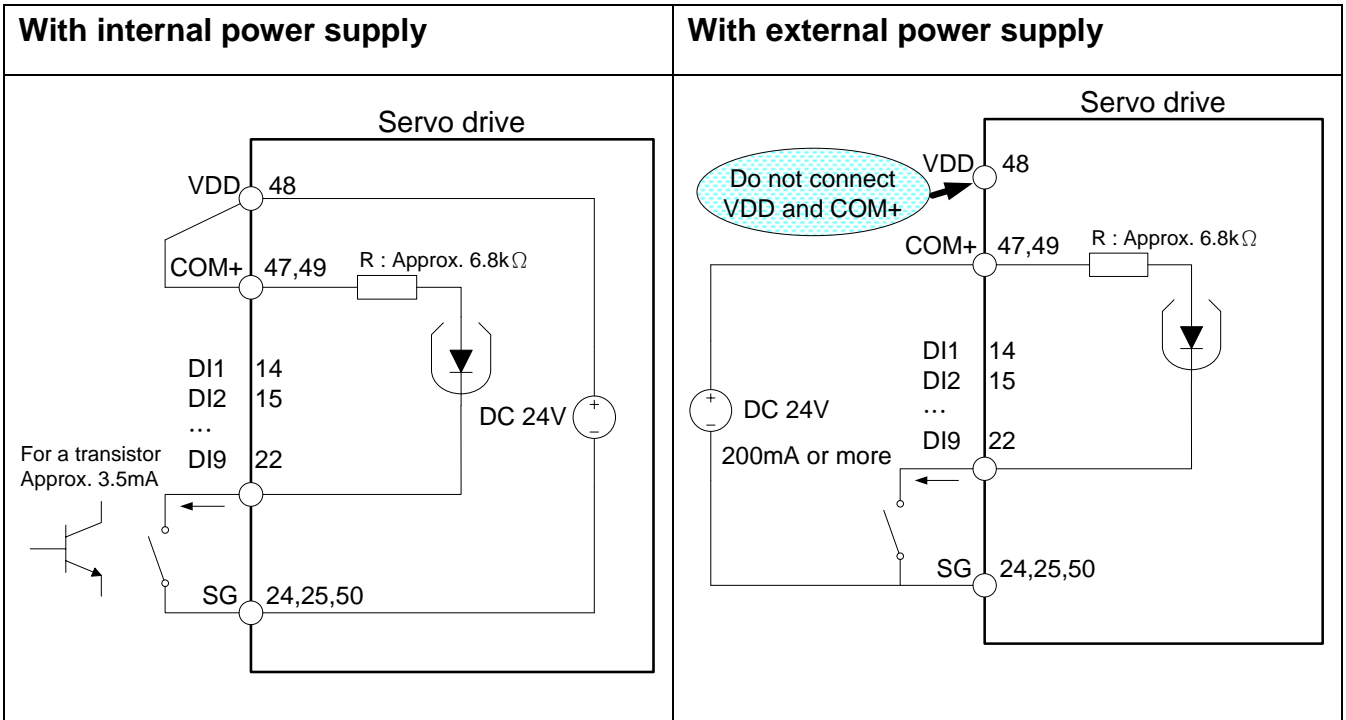 With internal power supply
With external power supply
Servo drive
VDD 48
COM+ 47,49
R : Approx. 6.8kΩ
DI1 14
DI2 15
...
DI9 22
DC 24V
+
−
For a transistor
Approx. 3.5mA
SG 24,25,50
Servo drive
Do not connect
VDD and COM+
VDD 48
COM+ 47,49
R : Approx. 6.8kΩ
DI1 14
DI2 15
...
DI9 22
+
−
DC 24V
200mA or more
SG 24,25,50